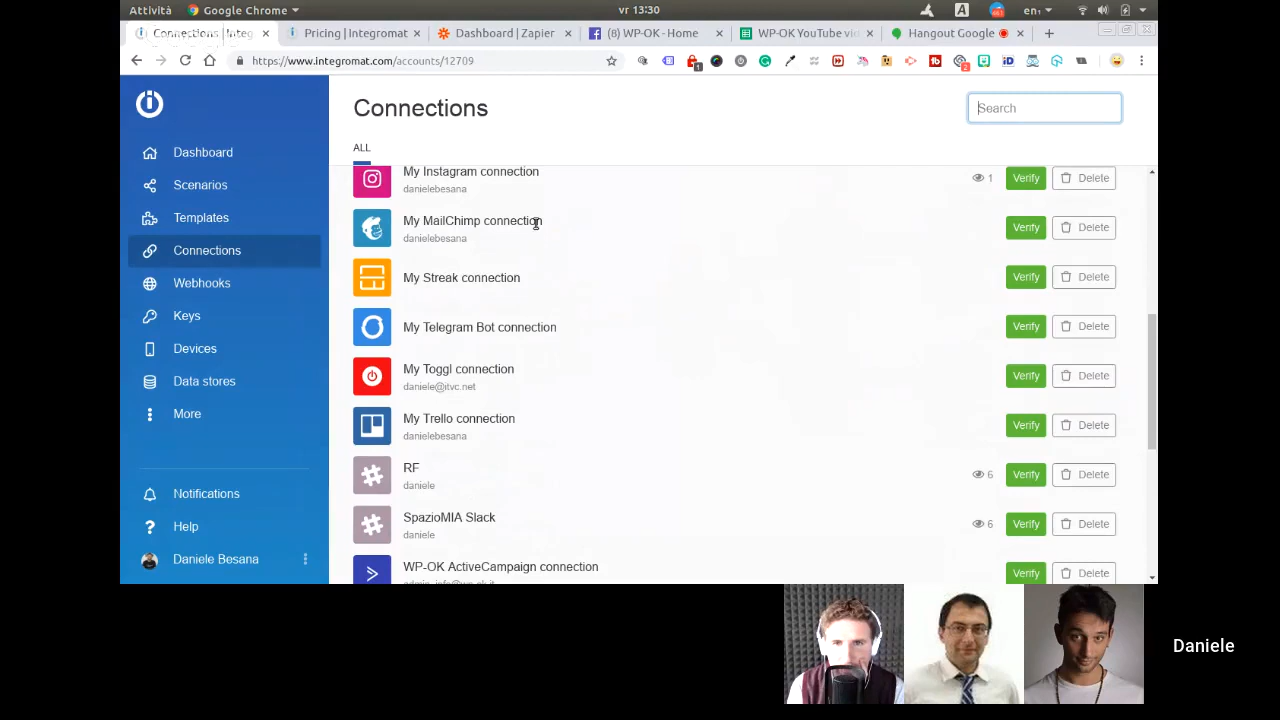 Attività
Google Chrome
vr 13:30
A
en₁
Connections | Integ
Pricing | Integromat
Dashboard | Zapier
(8) WP-OK - Home
WP-OK YouTube vid
Hangout Google
https://www.integromat.com/accounts/12709
Connections
Search
ALL
Dashboard
Scenarios
Templates
Connections
Webhooks
Keys
Devices
Data stores
More
Notifications
Help
Daniele Besana
My Instagram connection
danielebesana
1
Verify
Delete
My MailChimp connection
danielebesana
Verify
Delete
My Streak connection
Verify
Delete
My Telegram Bot connection
Verify
Delete
My Toggl connection
daniele@itvc.net
Verify
Delete
My Trello connection
danielebesana
Verify
Delete
RF
daniele
6
Verify
Delete
SpazioMIA Slack
daniele
6
Verify
Delete
WP-OK ActiveCampaign connection
Verify
Delete
Daniele